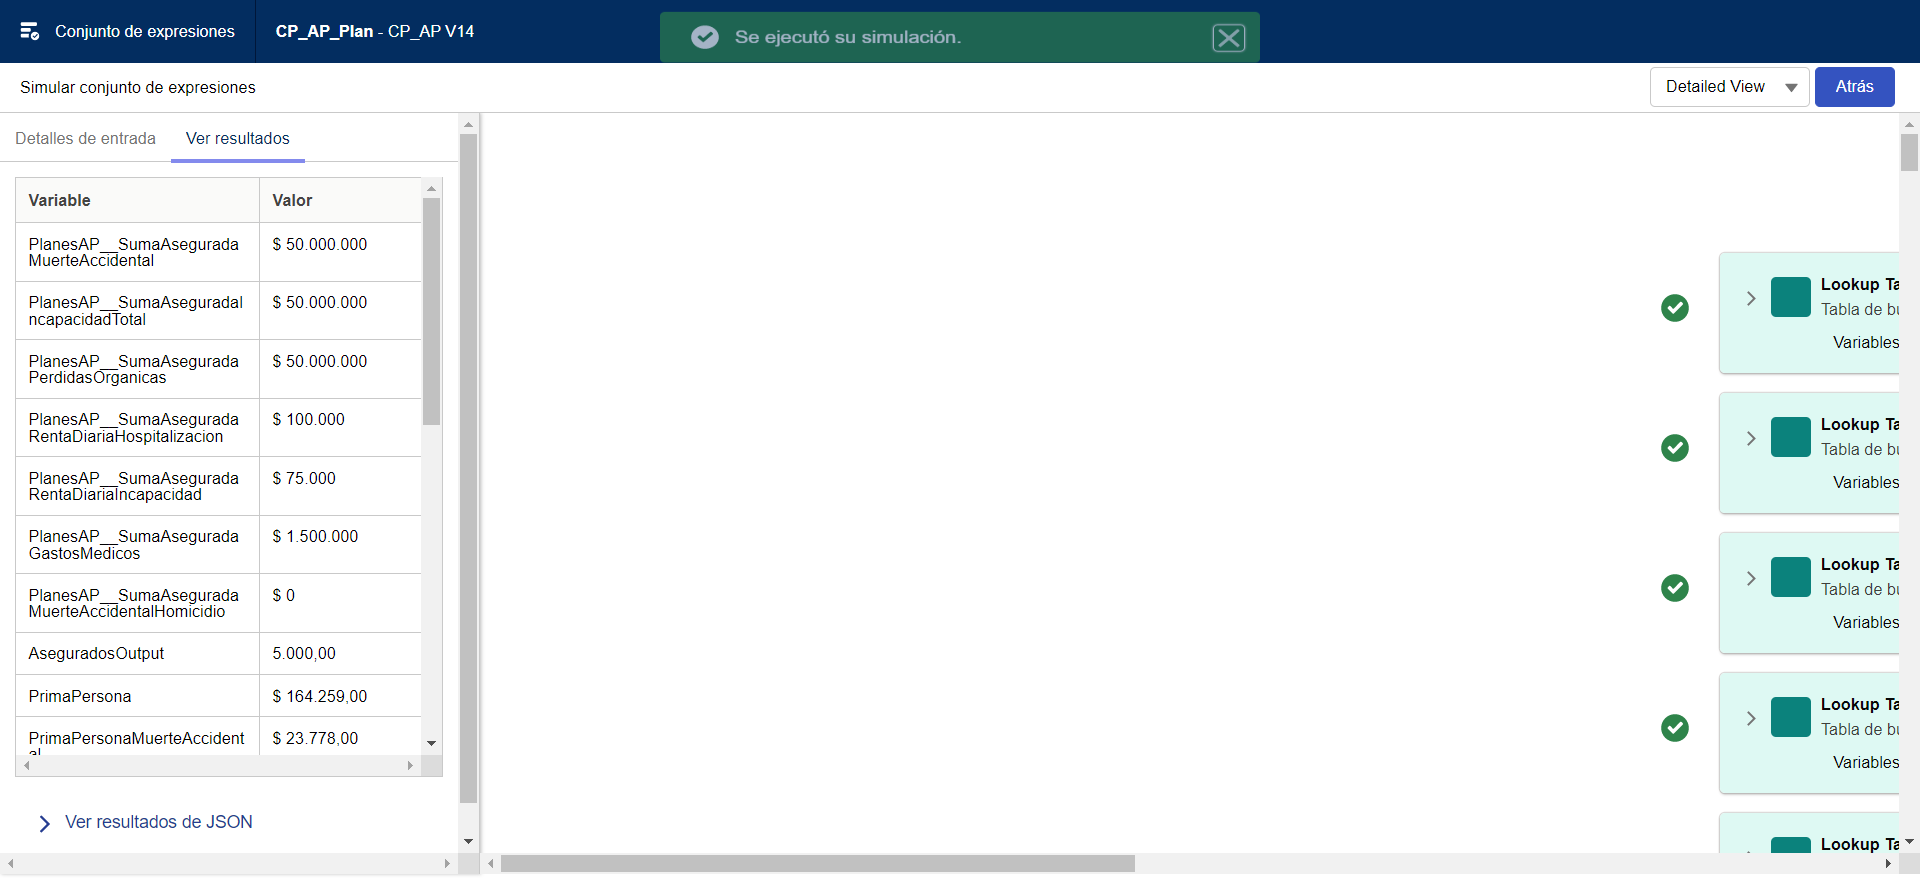 Conjunto de expresiones
CP_AP_Plan - CP_AP V14
Se ejecutó su simulación.
Simular conjunto de expresiones
Detailed View
Atrás
Detalles de entrada
Ver resultados
Variable
Valor
PlanesAP__SumaAsegurada
MuerteAccidental
$ 50.000.000
PlanesAP__SumaAseguradaI
ncapacidadTotal
$ 50.000.000
PlanesAP__SumaAsegurada
PerdidasOrganicas
$ 50.000.000
PlanesAP__SumaAsegurada
RentaDiariaHospitalizacion
$ 100.000
PlanesAP__SumaAsegurada
RentaDiariaIncapacidad
$ 75.000
PlanesAP__SumaAsegurada
GastosMedicos
$ 1.500.000
PlanesAP__SumaAsegurada
MuerteAccidentalHomicidio
$ 0
AseguradosOutput
5.000,00
PrimaPersona
$ 164.259,00
PrimaPersonaMuerteAccident
al
$ 23.778,00
Ver resultados de JSON
Lookup Ta
Tabla de bu
Variables
Lookup Ta
Tabla de bu
Variables
Lookup Ta
Tabla de bu
Variables
Lookup Ta
Tabla de bu
Variables
Lookup Ta